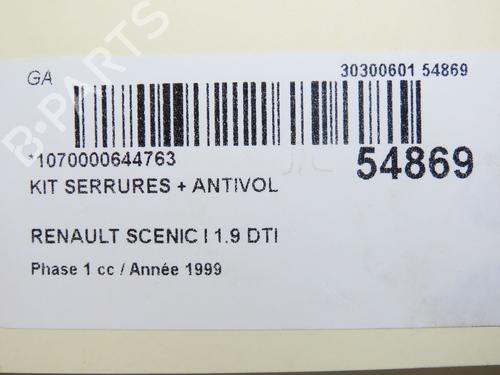 GA
30300601 54869
*1070000644763
54869
KIT SERRURES + ANTIVOL
RENAULT SCENIC I 1.9 DTI
Phase 1 cc / Année 1999
B-PARTS